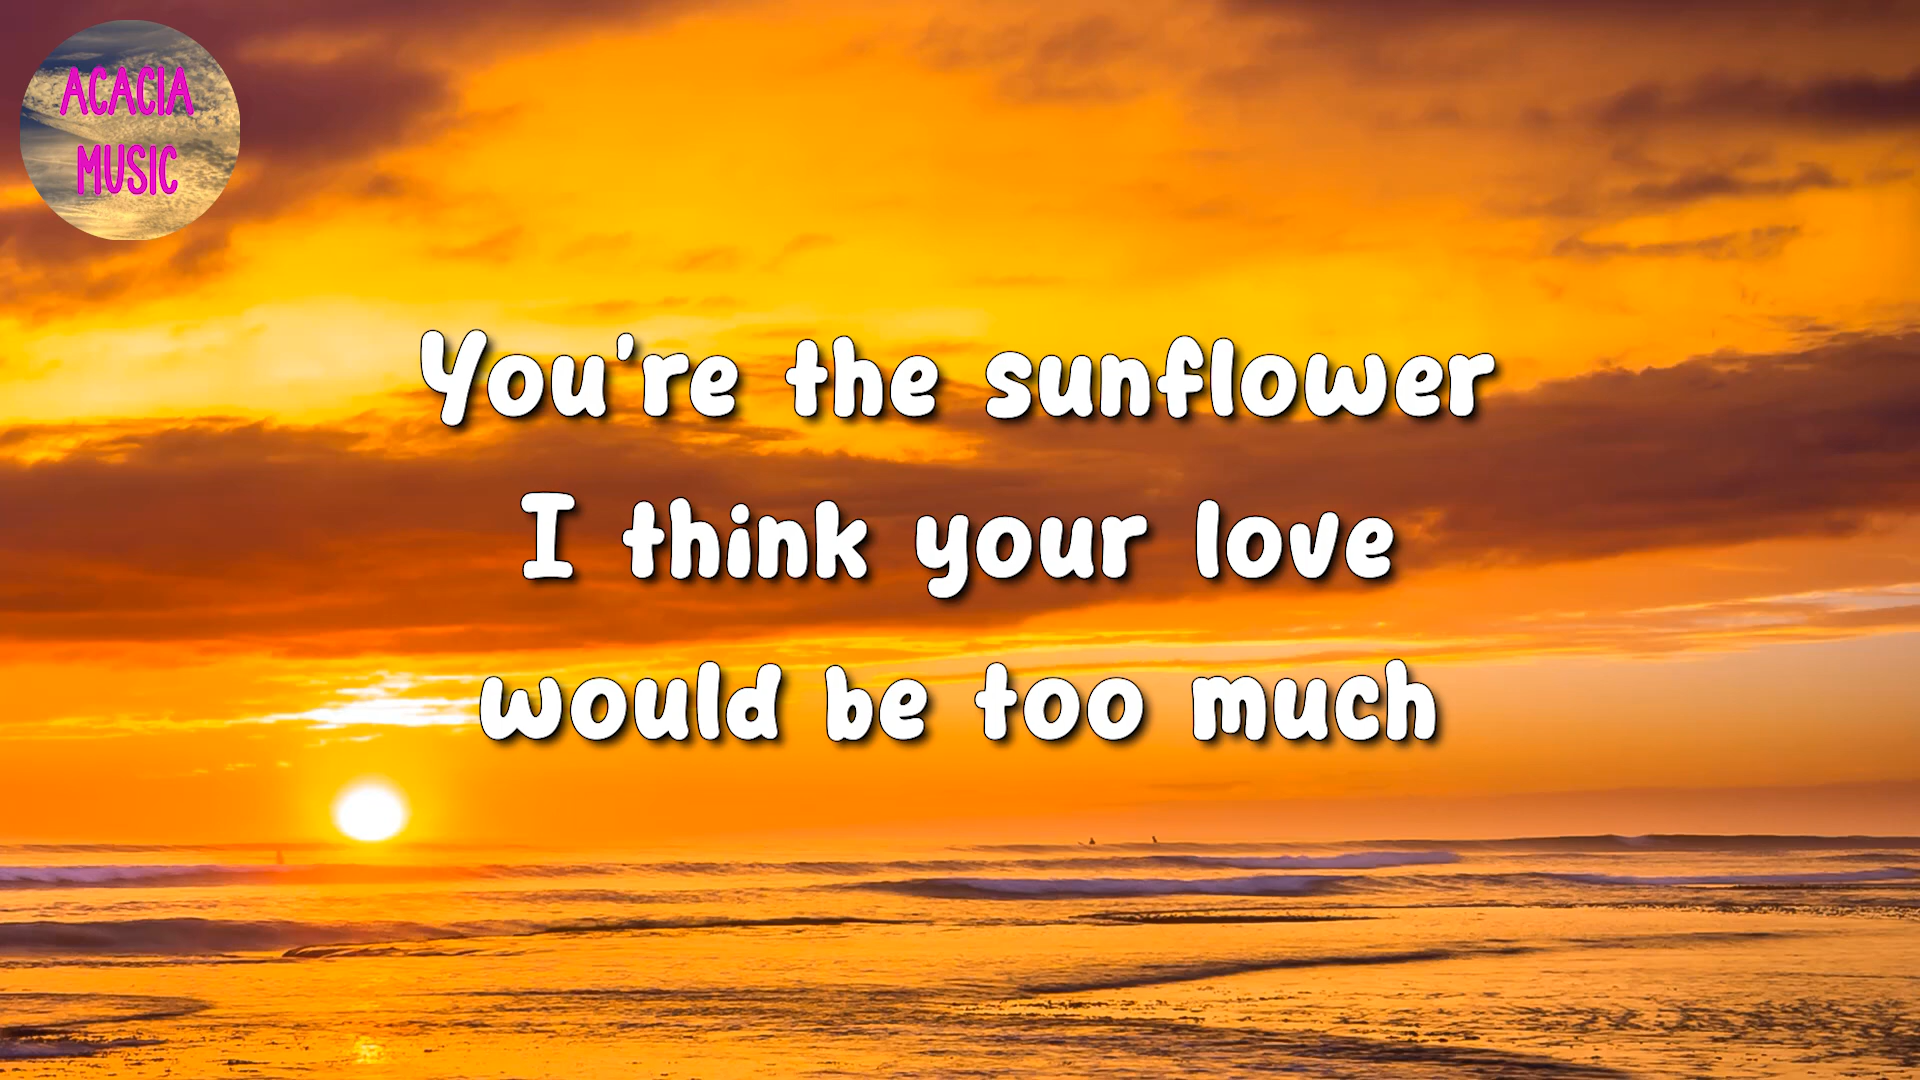 ACACIA
MUSIC
You're the sunflower
I think your love
would be too much